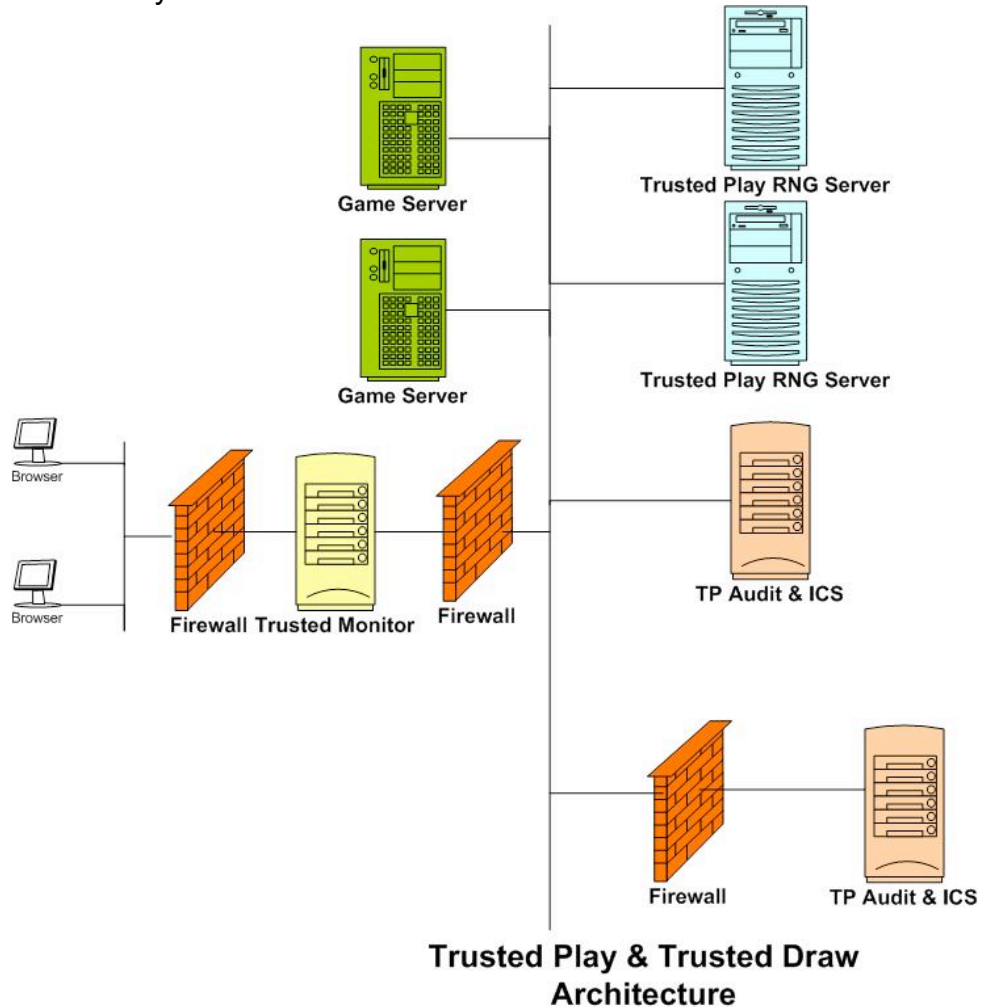 Trusted Play RNG Server
Game Server
Trusted Play RNG Server
Game Server
Browser
Browser
Firewall
Trusted Monitor
Firewall
TP Audit & ICS
Firewall
TP Audit & ICS
Trusted Play & Trusted Draw
Architecture